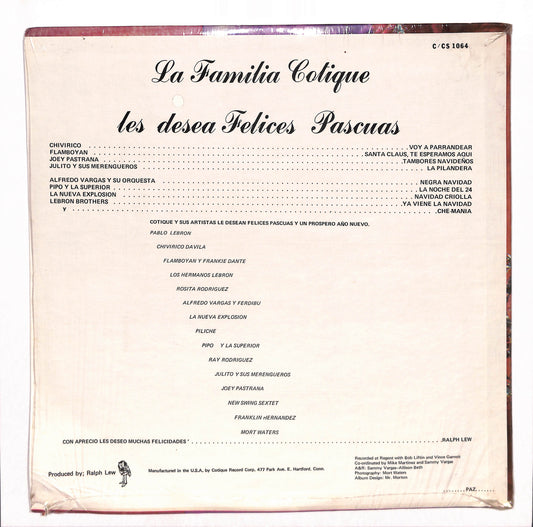 C/CS 1064
La Familia Cotique
les desea Felices Pascuas
CHIVIRICO . . . . . VOY A PARRANDEAR
FLAMBOYAN . . . . . SANTA CLAUS, TE ESPERAMOS AQUI
JOEY PASTRANA . . . . . TAMBORES NAVIDEÑOS
JULITO Y SUS MERENGUEROS . . . . . LA PILANDERA
ALFREDO VARGAS Y SU ORQUESTA . . . . . NEGRA NAVIDAD
PIPO Y LA SUPERIOR . . . . . LA NOCHE DEL 24
LA NUEVA EXPLOSION . . . . . NAVIDAD CRIOLLA
LEBRON BROTHERS . . . . . YA VIENE LA NAVIDAD
Y . . . . . CHE-MANIA
COTIQUE Y SUS ARTISTAS LE DESEAN FELICES PASCUAS Y UN PROSPERO AÑO NUEVO.
PABLO LEBRON
CHIVIRICO DAVILA
FLAMBOYAN Y FRANKIE DANTE
LOS HERMANOS LEBRON
ROSITA RODRIGUEZ
ALFREDO VARGAS Y FERDIBU
LA NUEVA EXPLOSION
PILICHE
PIPO Y LA SUPERIOR
RAY RODRIGUEZ
JULITO Y SUS MERENGUEROS
JOEY PASTRANA
NEW SWING SEXTET
FRANKLIN HERNANDEZ
MORT WATERS
CON APRECIO LES DESEO MUCHAS FELICIDADES . . . . . RALPH LEW
Produced by; Ralph Lew
Manufactured in the U.S.A, by Cotique Record Corp, 477 Park Ave. E. Hartford, Conn.
Recorded at Regent with Bob Liftin and Vince
Co-ordinated by Mike Martinez and Sammy Vargas
A&R: Sammy Vargas-Allison Beth
Photography: Mort Waters
Album Design: Mr. Morton
. . . . . PAZ . . . . .